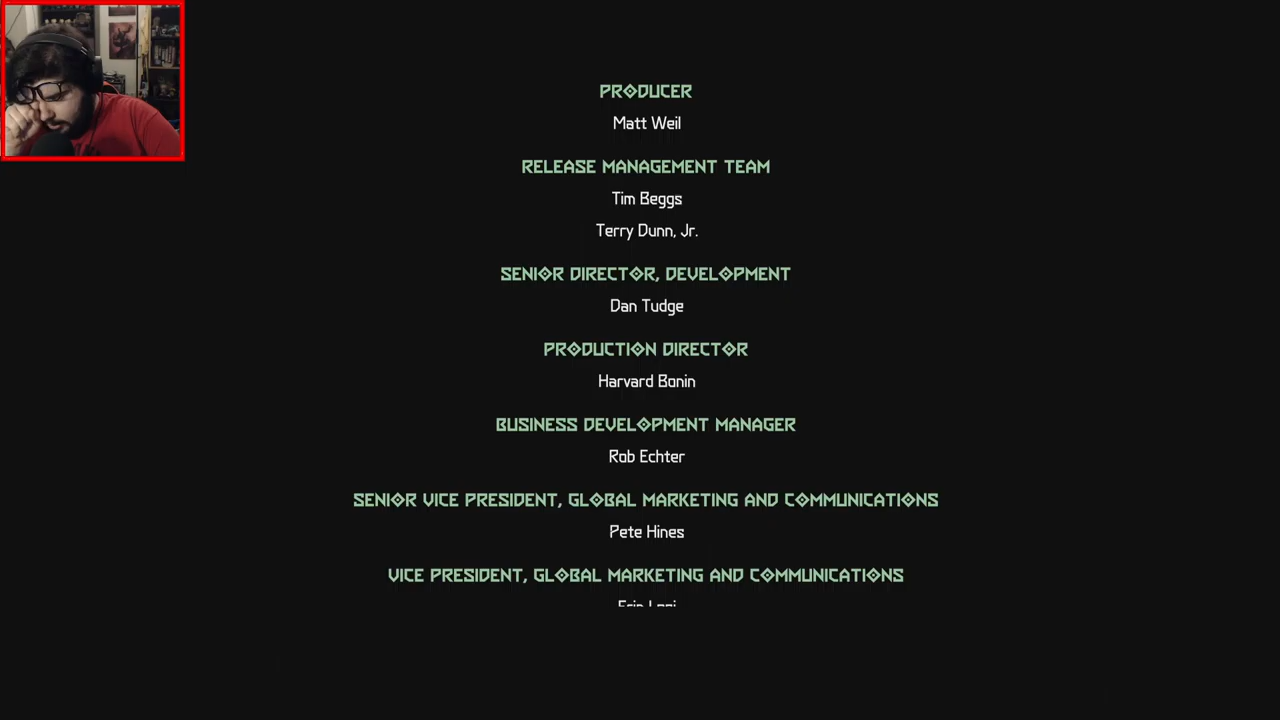 PRODUCER
Matt Weil
RELEASE MANAGEMENT TEAM
Tim Beggs
Terry Dunn, Jr.
SENIOR DIRECTOR, DEVELOPMENT
Dan Tudge
PRODUCTION DIRECTOR
Harvard Bonin
BUSINESS DEVELOPMENT MANAGER
Rob Echter
SENIOR VICE PRESIDENT, GLOBAL MARKETING AND COMMUNICATIONS
Pete Hines
VICE PRESIDENT, GLOBAL MARKETING AND COMMUNICATIONS